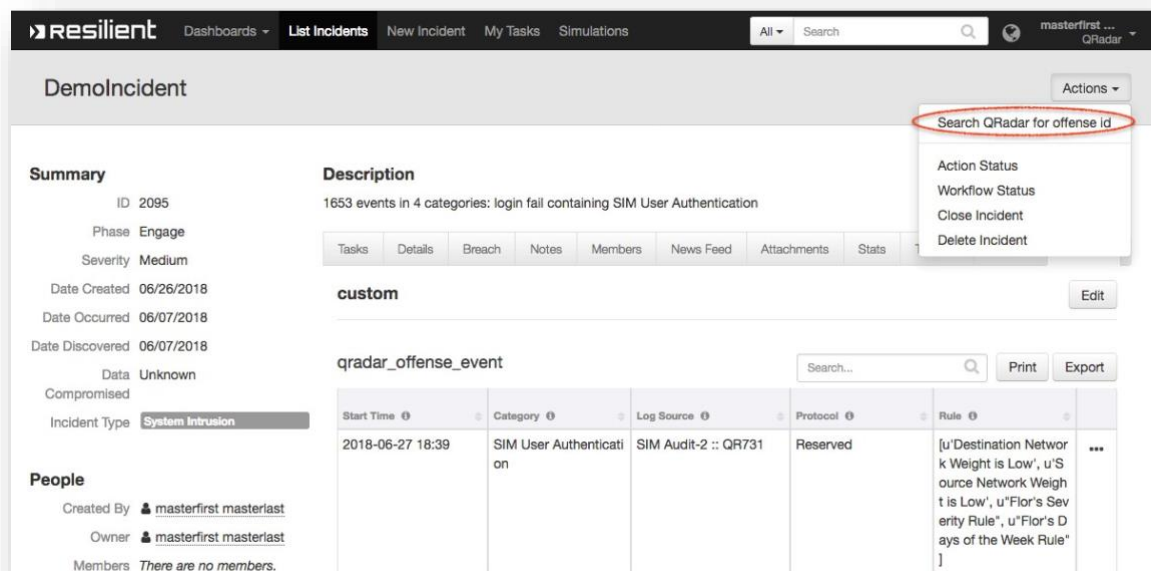 Resilient Dashboards List Incidents New Incident My Tasks Simulations All Search masterfirst ...
QRadar
DemoIncident
Actions
Search QRadar for offense id
Action Status
Workflow Status
Close Incident
Delete Incident
Summary
ID 2095
Phase Engage
Severity Medium
Date Created 06/26/2018
Date Occurred 06/07/2018
Date Discovered 06/07/2018
Data Unknown
Compromised
Incident Type System Intrusion
People
Created By masterfirst masterlast
Owner masterfirst masterlast
Members There are no members.
Description
1653 events in 4 categories: login fail containing SIM User Authentication
Tasks Details Breach Notes Members News Feed Attachments Stats
custom
Edit
qradar_offense_event
Search...
Print
Export
Start Time Category Log Source Protocol Rule
2018-06-27 18:39
SIM User Authenticati
on
SIM Audit-2 :: QR731
Reserved
[u'Destination Networ
k Weight is Low', u'S
ource Network Weigh
t is Low', u"Flor's Sev
erity Rule", u"Flor's D
ays of the Week Rule"
]